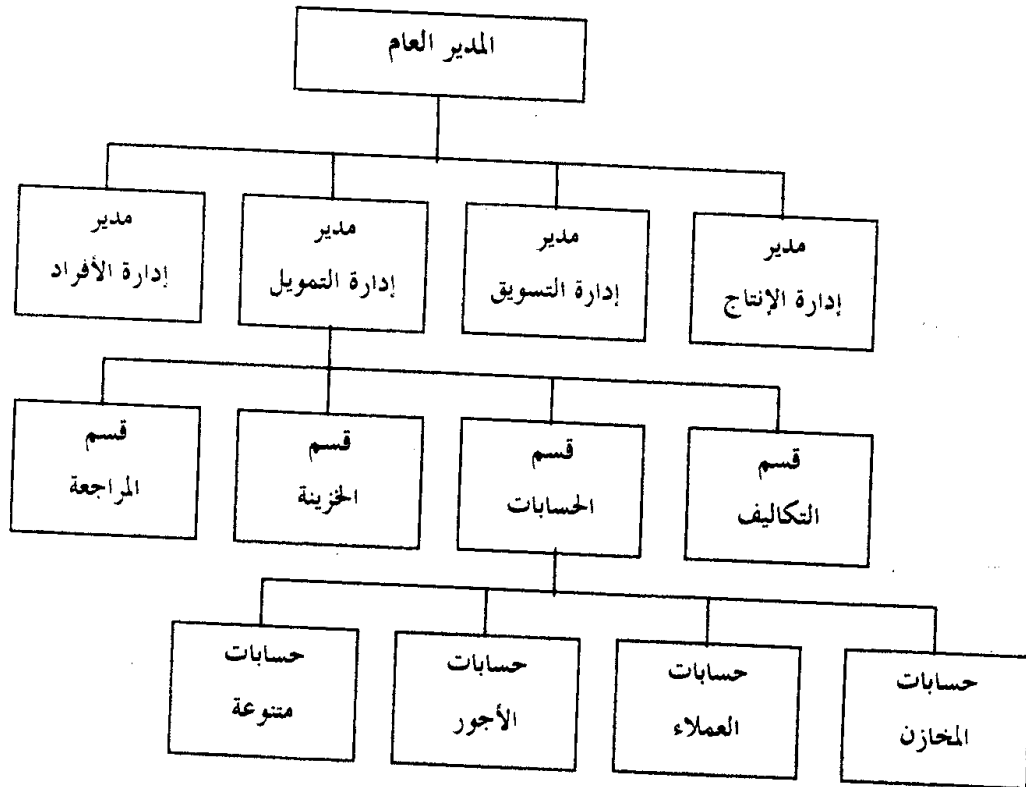 المدير العام
مدير
إدارة الإنتاج
مدير
إدارة التسويق
مدير
إدارة التمويل
مدير
إدارة الأفراد
قسم
التكاليف
قسم
الحسابات
قسم
الخزينة
قسم
المراجعة
حسابات
المخازن
حسابات
العملاء
حسابات
الأجور
حسابات
متنوعة